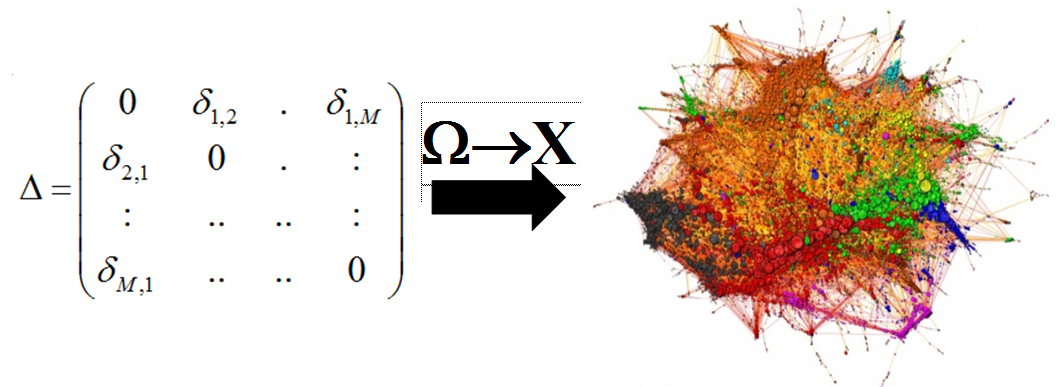 Δ =
0 δ1,2 . δ1,M
δ2,1 0 . :
: .. .. :
δM,1 .. .. 0
Ω→X